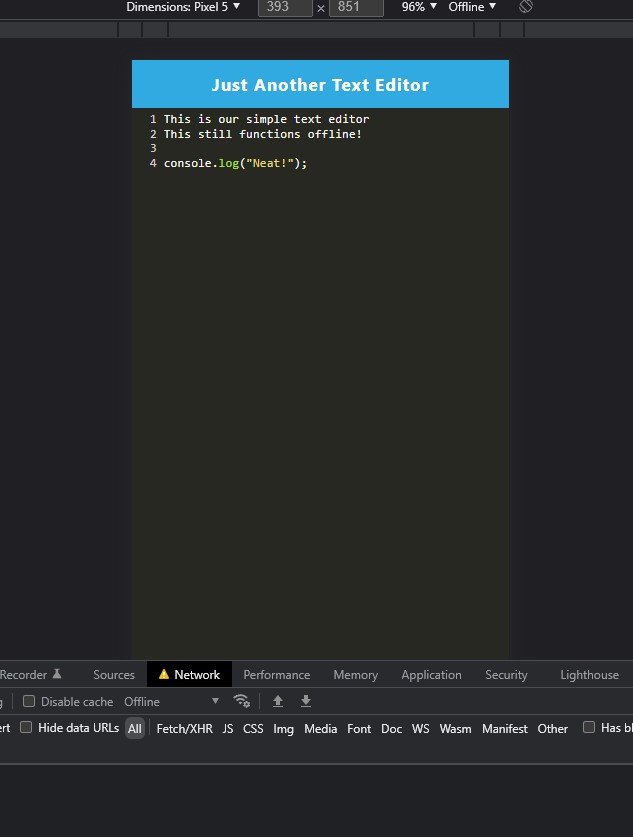 Dimensions: Pixel 5 ▼ 393 × 851 96% ▼ Offline ▼
Just Another Text Editor
1 This is our simple text editor
2 This still functions offline!
3
4 console.log("Neat!");
Recorder Sources Network Performance Memory Application Security Lighthouse
Disable cache Offline ▼
Hide data URLs All Fetch/XHR JS CSS Img Media Font Doc WS Wasm Manifest Other Has